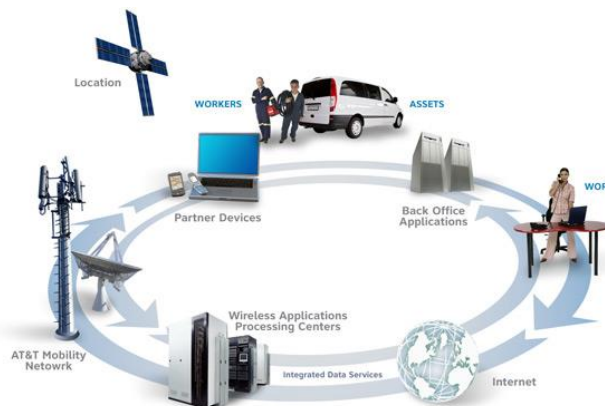 Location
WORKERS
ASSETS
Partner Devices
Back Office
Applications
WOR
Wireless Applications
Processing Centers
AT&T Mobility
Netowrk
Integrated Data Services
Internet